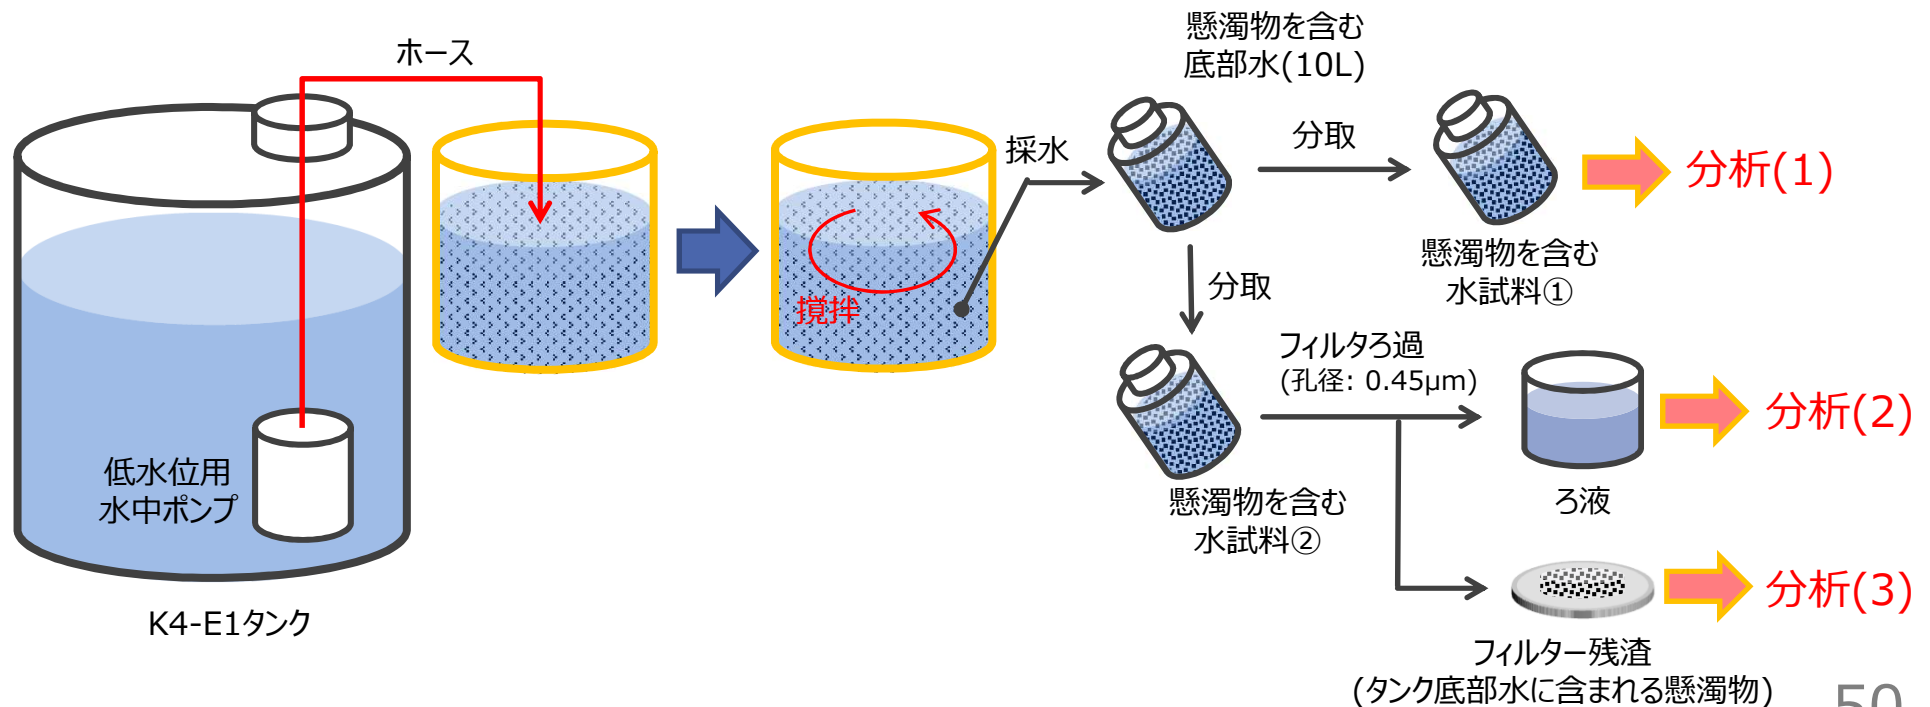 ホース
低水位用
水中ポンプ
K4-E1タンク
撹拌
採水
懸濁物を含む
底部水(10L)
分取
懸濁物を含む
水試料①
分析(1)
分取
懸濁物を含む
水試料②
フィルタろ過
(孔径: 0.45μm)
ろ液
分析(2)
フィルター残渣
(タンク底部水に含まれる懸濁物)
分析(3)
50